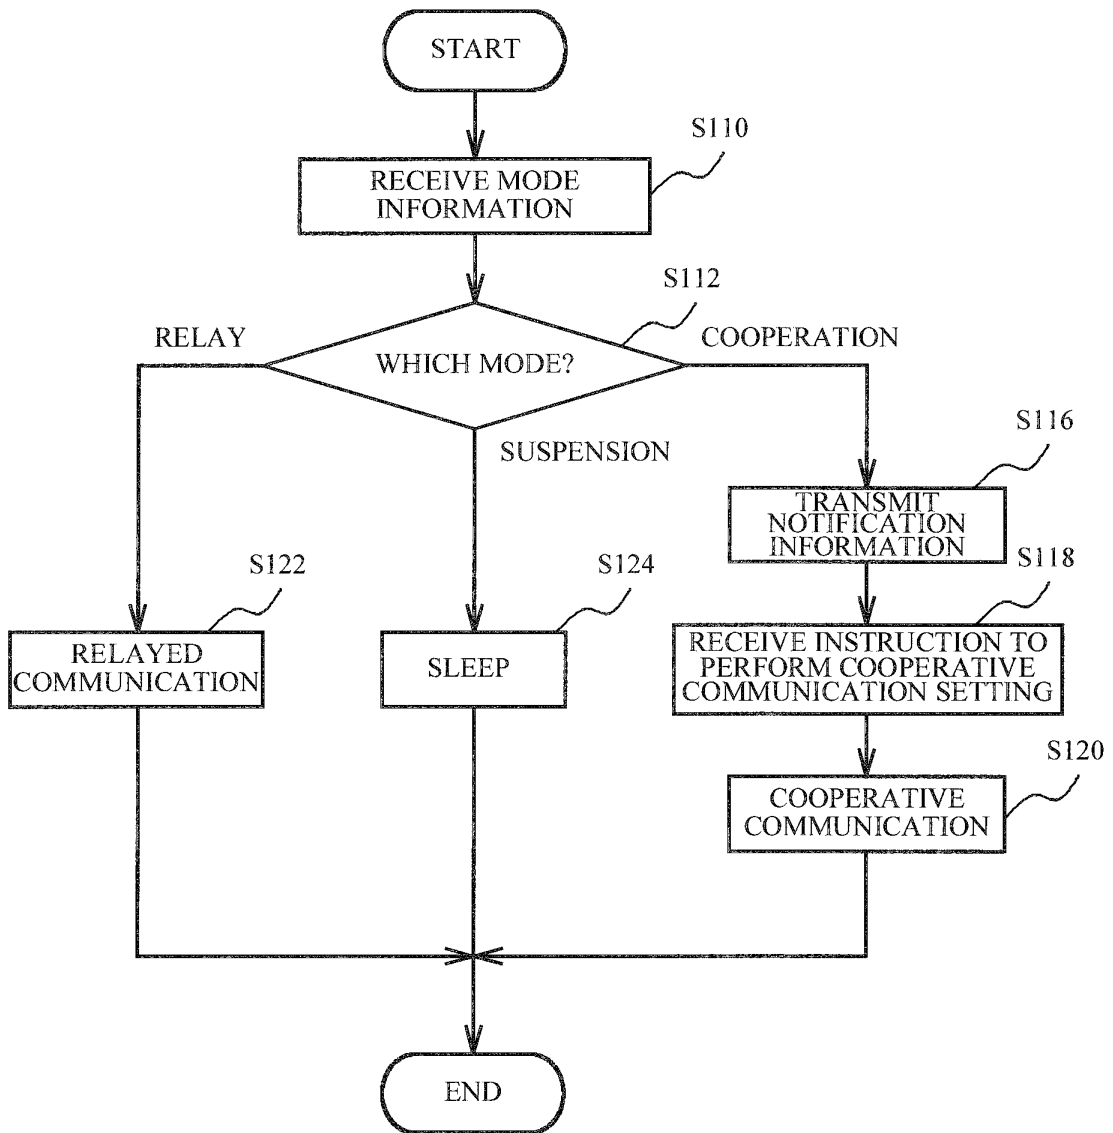 START
S110
RECEIVE MODE
INFORMATION
S112
RELAY
COOPERATION
WHICH MODE?
SUSPENSION
S116
TRANSMIT
NOTIFICATION
INFORMATION
S122
S124
S118
RELAYED
COMMUNICATION
SLEEP
RECEIVE INSTRUCTION TO
PERFORM COOPERATIVE
COMMUNICATION SETTING
S120
COOPERATIVE
COMMUNICATION
END